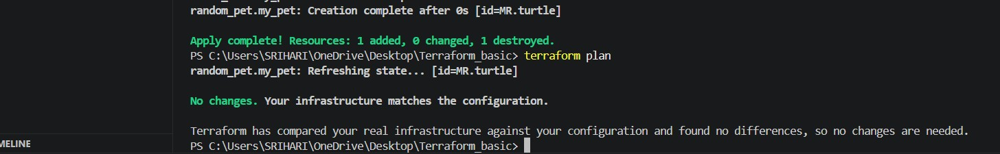 random_pet.my_pet: Creation complete after 0s [id=MR.turtle]
Apply complete! Resources: 1 added, 0 changed, 1 destroyed.
PS C:\Users\SRIHARI\OneDrive\Desktop\Terraform_basic> terraform plan
random_pet.my_pet: Refreshing state... [id=MR.turtle]
No changes. Your infrastructure matches the configuration.
Terraform has compared your real infrastructure against your configuration and found no differences, so no changes are needed.
MELINE
PS C:\Users\SRIHARI\OneDrive\Desktop\Terraform_basic>